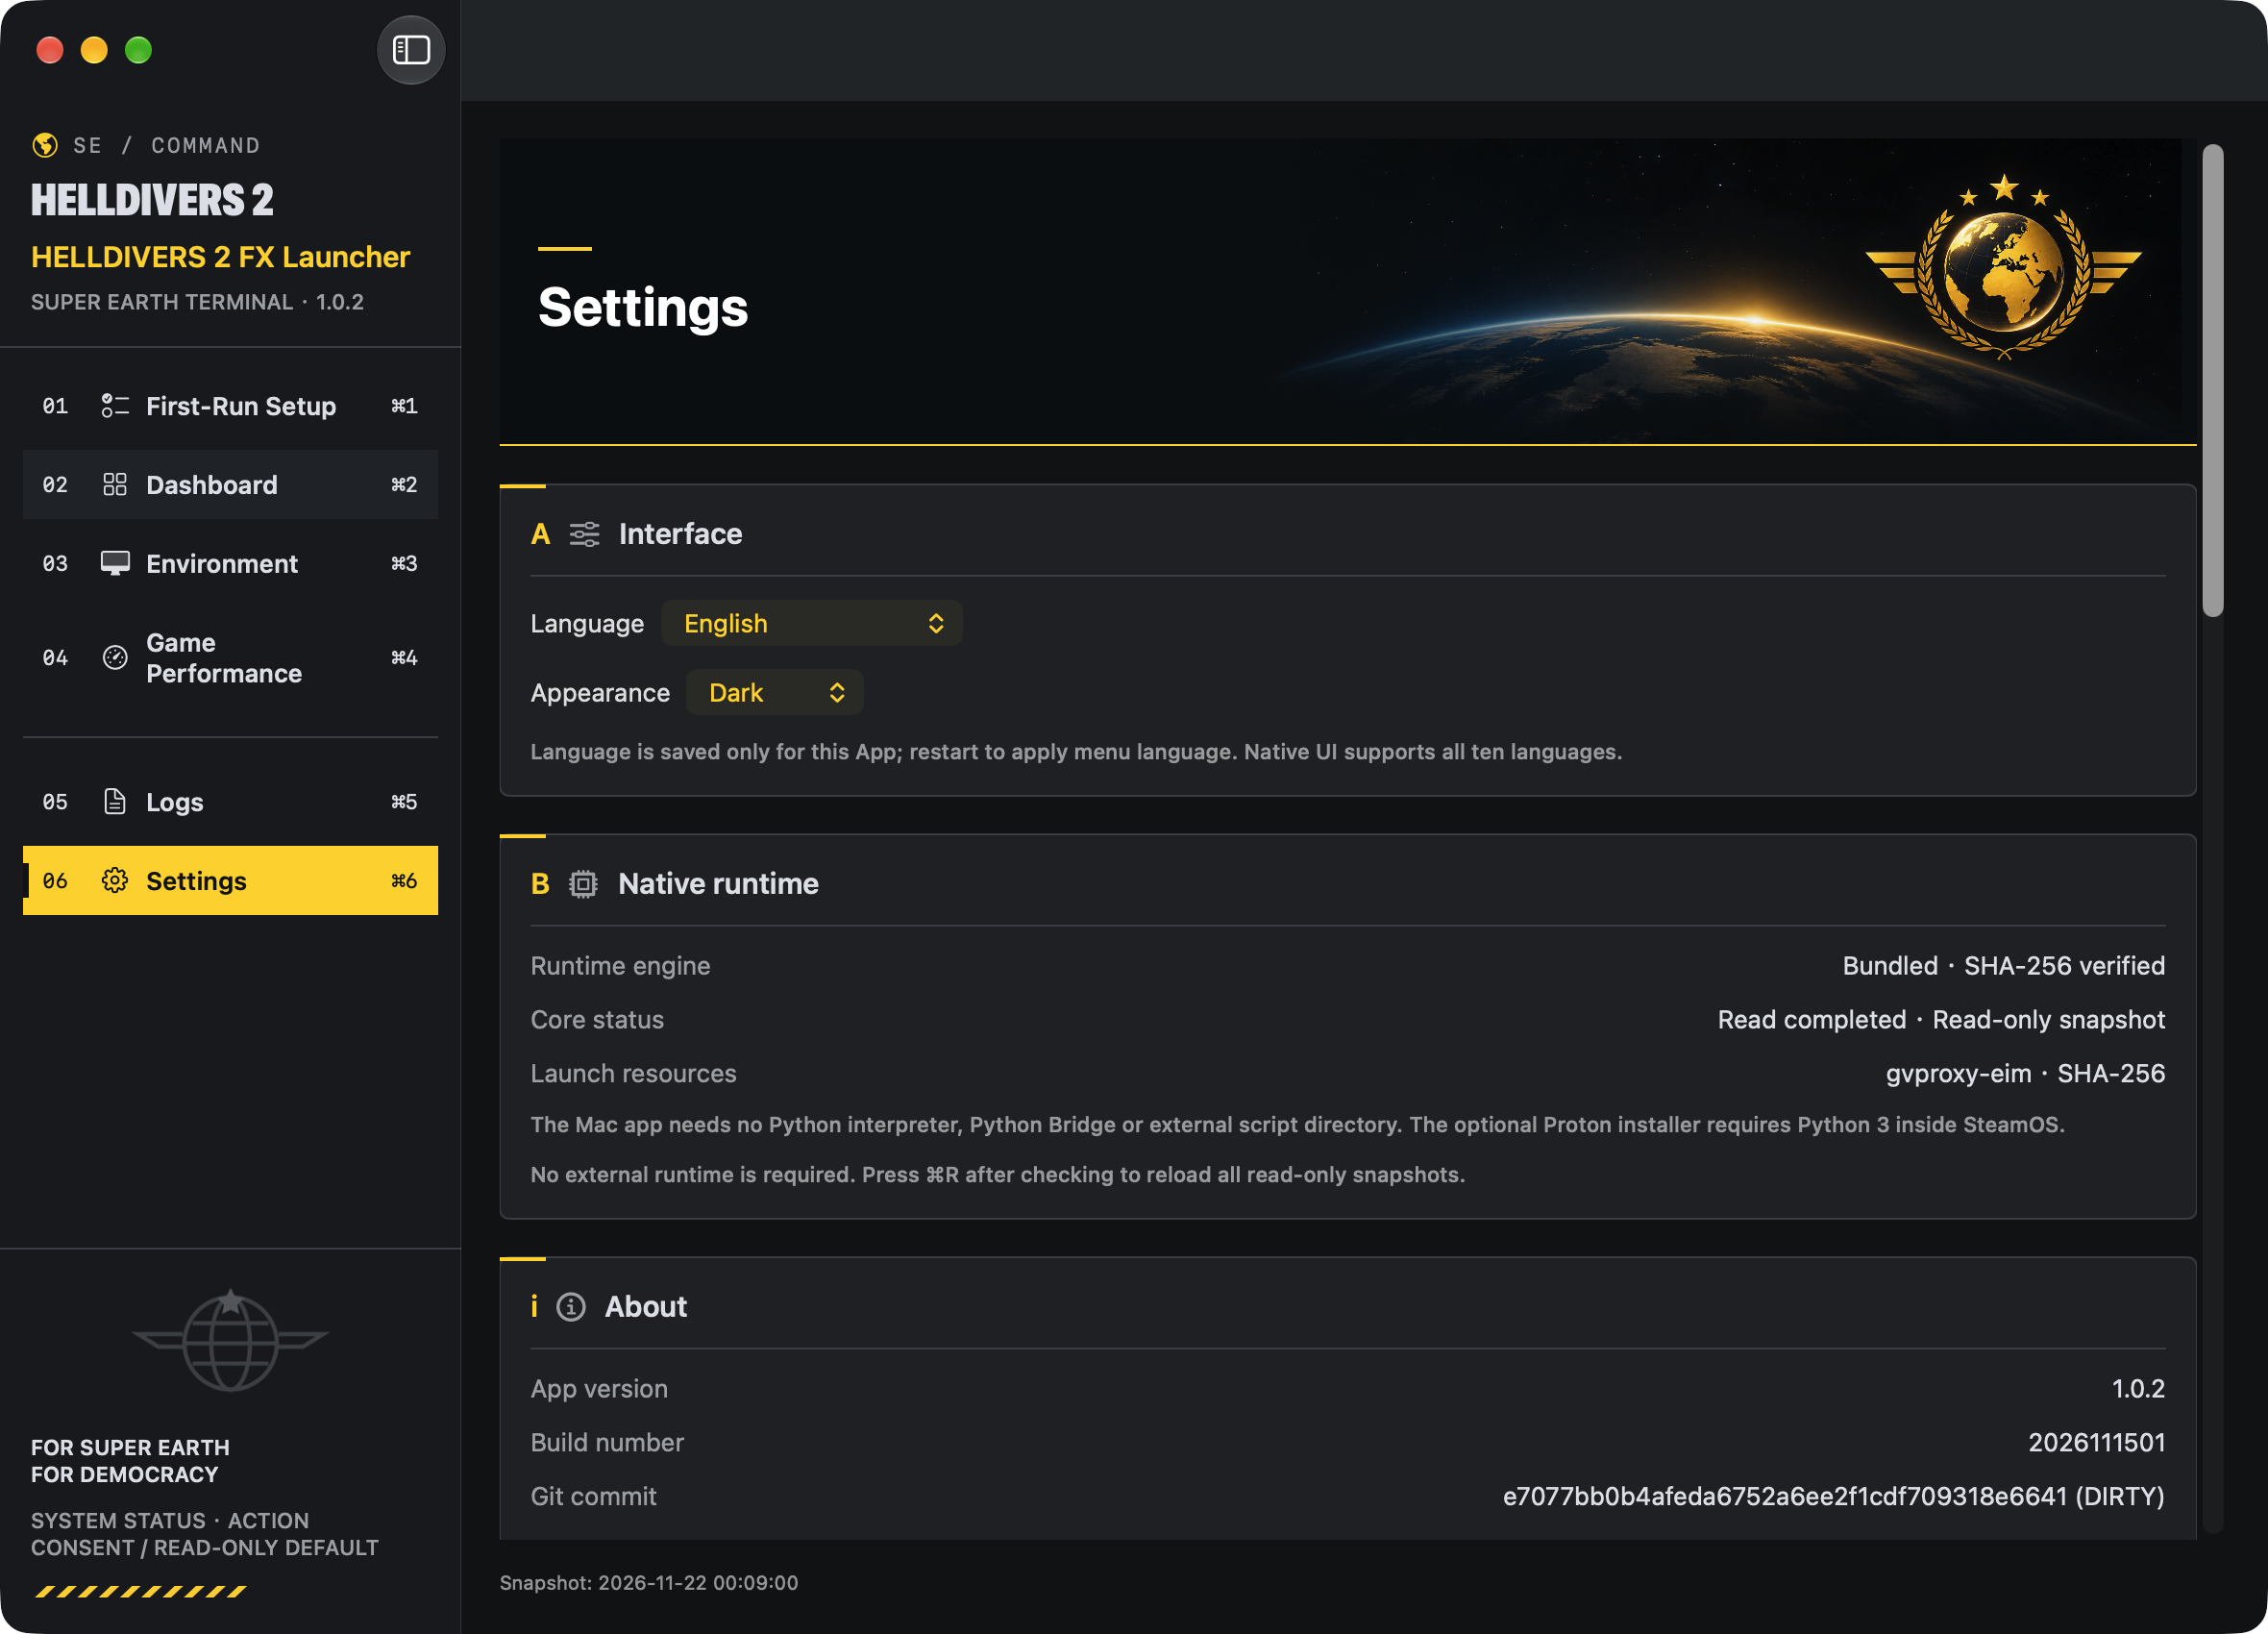 SE / COMMAND
HELLDIVERS 2
HELLDIVERS 2 FX Launcher
SUPER EARTH TERMINAL · 1.0.2
01 First-Run Setup ⌘1
02 Dashboard ⌘2
03 Environment ⌘3
04 Game Performance ⌘4
05 Logs ⌘5
06 Settings ⌘6
FOR SUPER EARTH
FOR DEMOCRACY
SYSTEM STATUS · ACTION
CONSENT / READ-ONLY DEFAULT
Settings
A Interface
Language English
Appearance Dark
Language is saved only for this App; restart to apply menu language. Native UI supports all ten languages.
B Native runtime
Runtime engine Bundled · SHA-256 verified
Core status Read completed · Read-only snapshot
Launch resources gvproxy-eim · SHA-256
The Mac app needs no Python interpreter, Python Bridge or external script directory. The optional Proton installer requires Python 3 inside SteamOS.
No external runtime is required. Press ⌘R after checking to reload all read-only snapshots.
i About
App version 1.0.2
Build number 2026111501
Git commit e7077bb0b4afeda6752a6ee2f1cdf709318e6641 (DIRTY)
Snapshot: 2026-11-22 00:09:00